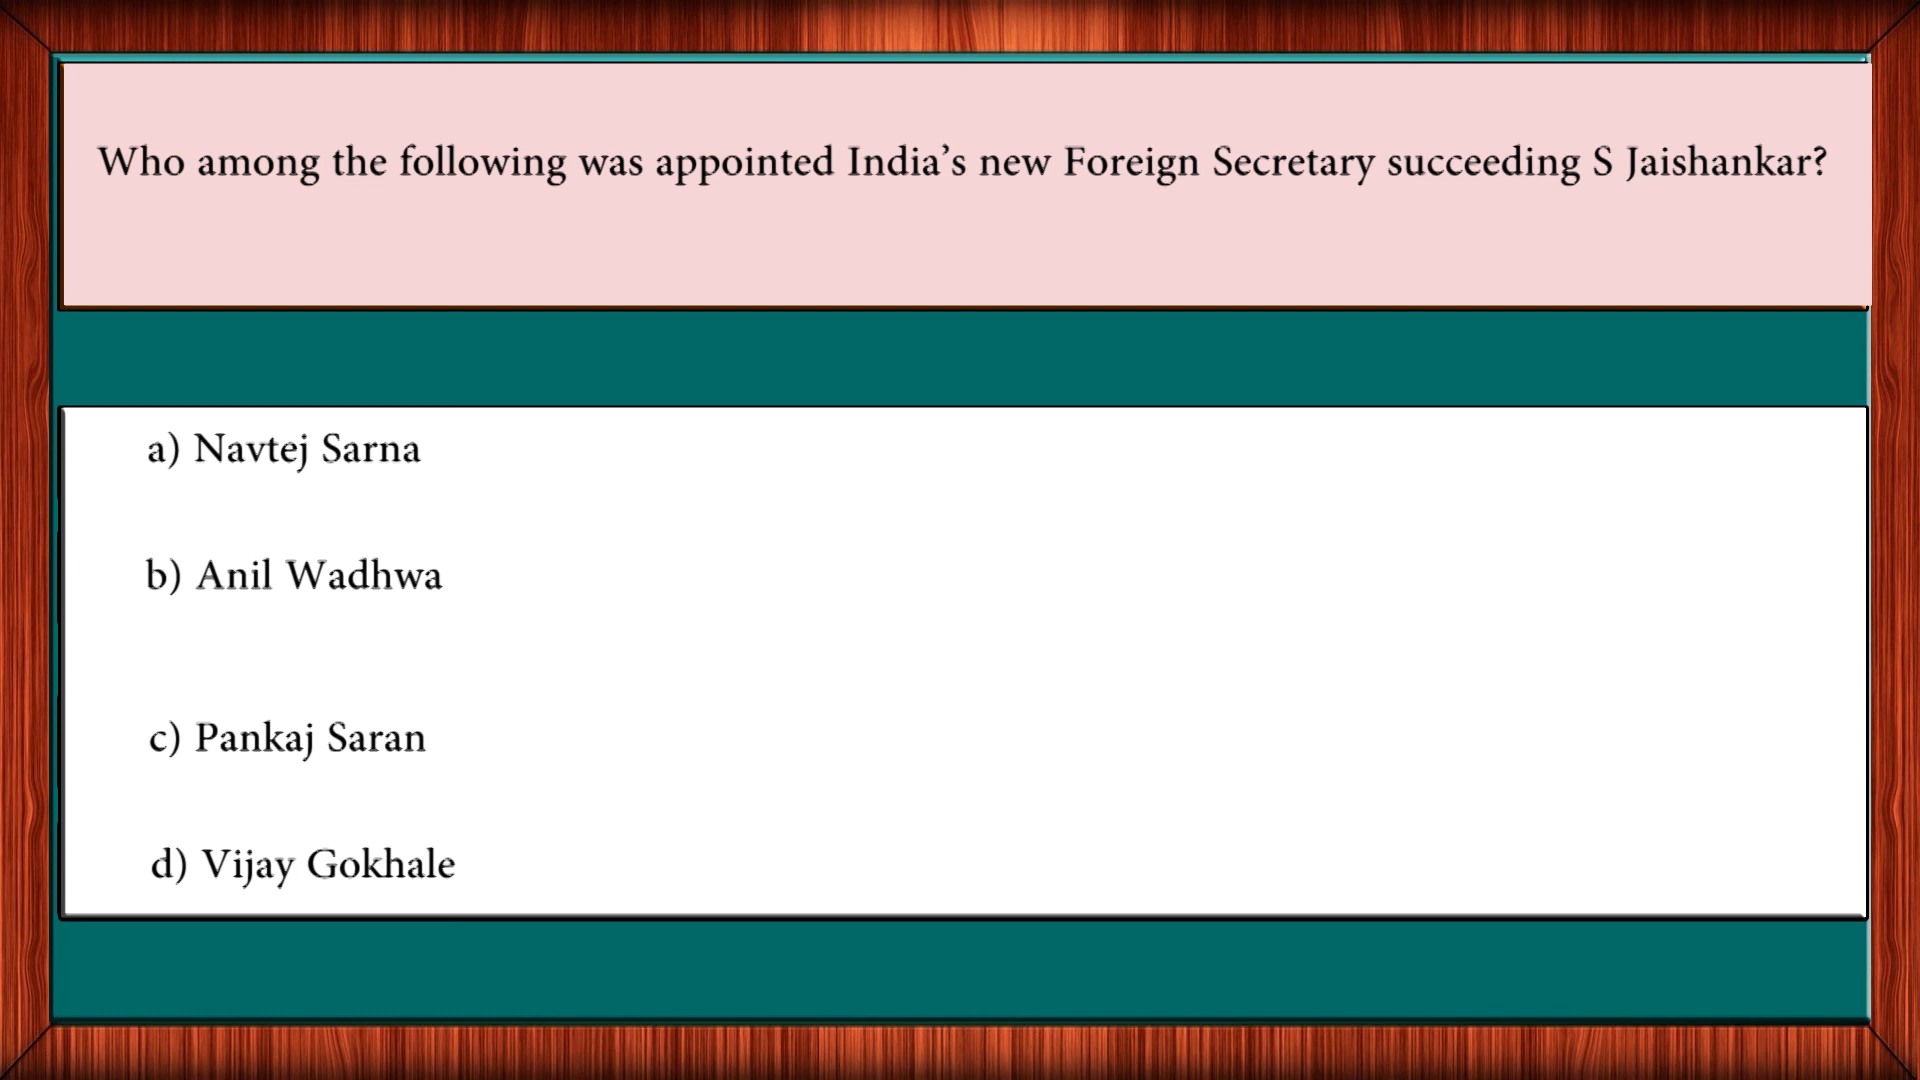 Who among the following was appointed India’s new Foreign Secretary succeeding S Jaishankar?
a) Navtej Sarna
b) Anil Wadhwa
c) Pankaj Saran
d) Vijay Gokhale